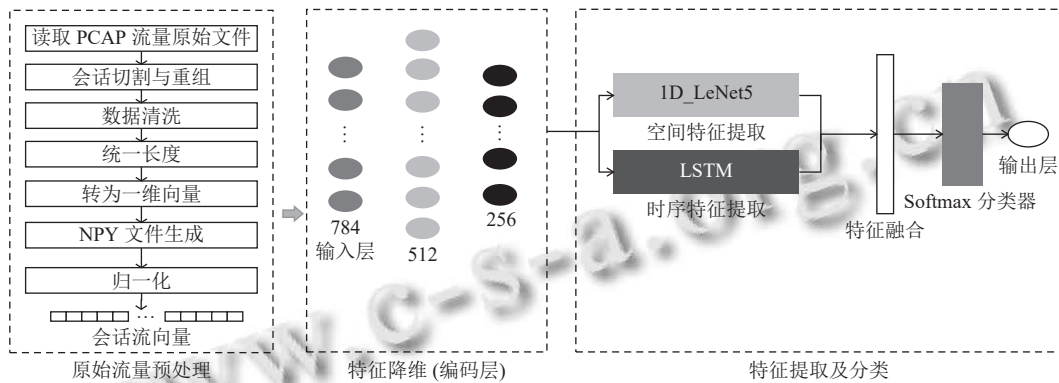 读取 PCAP 流量原始文件
会话切割与重组
数据清洗
统一长度
转为一维向量
NPY 文件生成
归一化
...
会话流向量
原始流量预处理
784
输入层
512
256
特征降维 (编码层)
1D_LeNet5
空间特征提取
LSTM
时序特征提取
特征融合
Softmax 分类器
输出层
特征提取及分类
www.c-s-a.org.cn